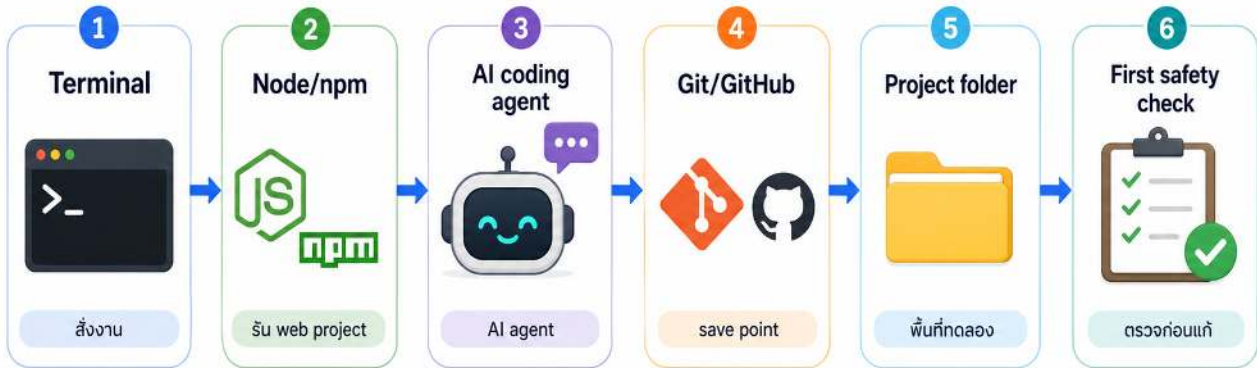 1
Terminal
>_
สั่งงาน
2
Node/npm
JS
npm
รัน web project
3
AI coding
agent
AI agent
4
Git/GitHub
save point
5
Project folder
พื้นที่ทดลอง
6
First safety
check
ตรวจก่อนแก้